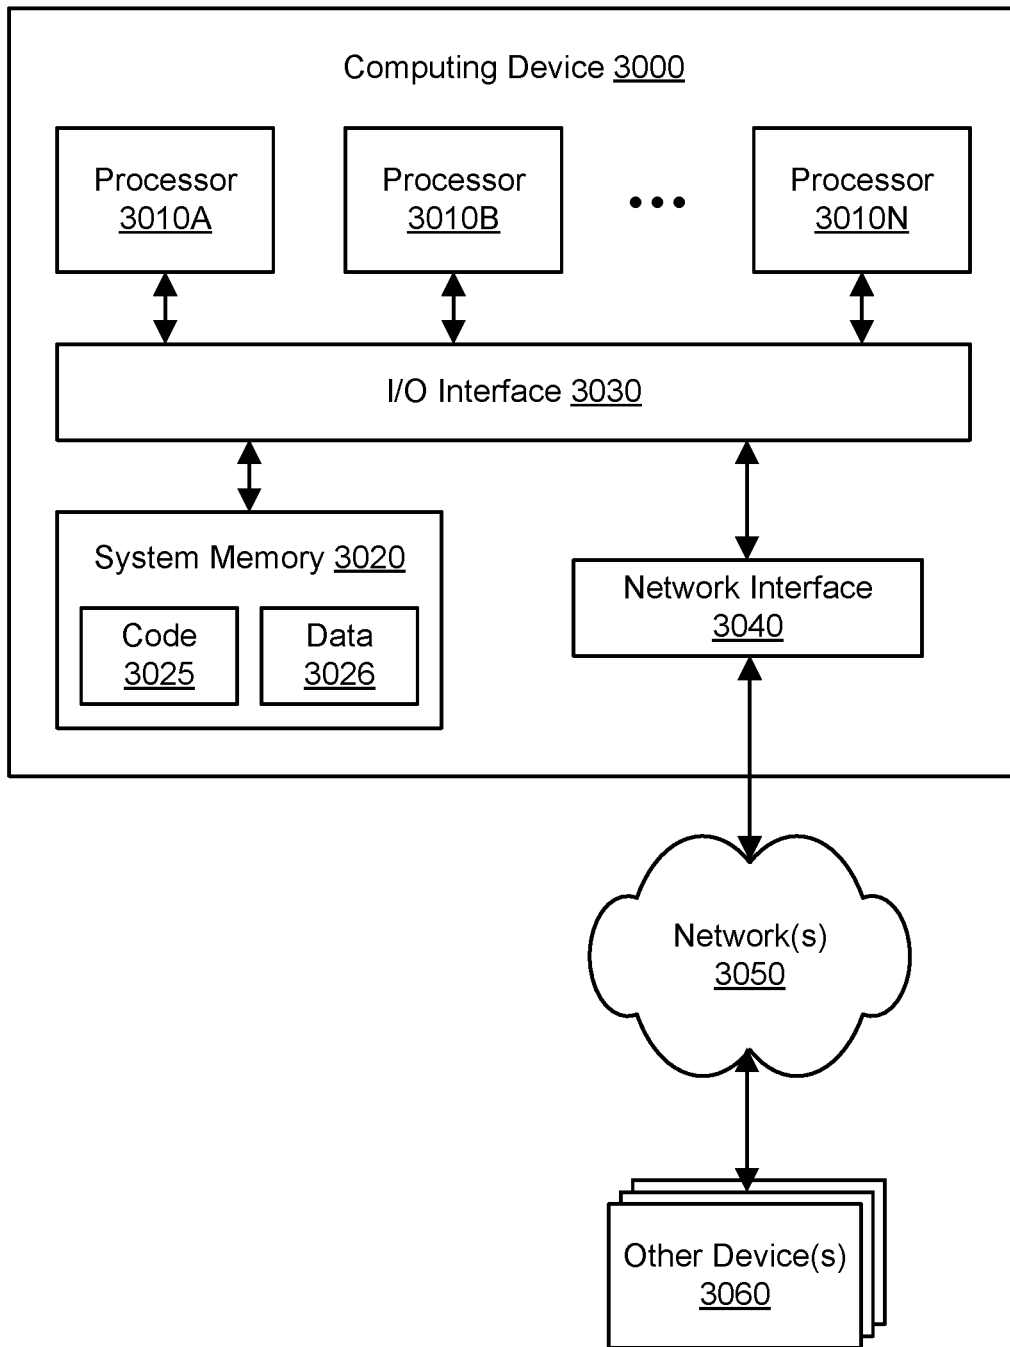 Computing Device 3000
Processor
3010A
Processor
3010B
Processor
3010N
I/O Interface 3030
System Memory 3020
Code
3025
Data
3026
Network Interface
3040
Network(s)
3050
Other Device(s)
3060